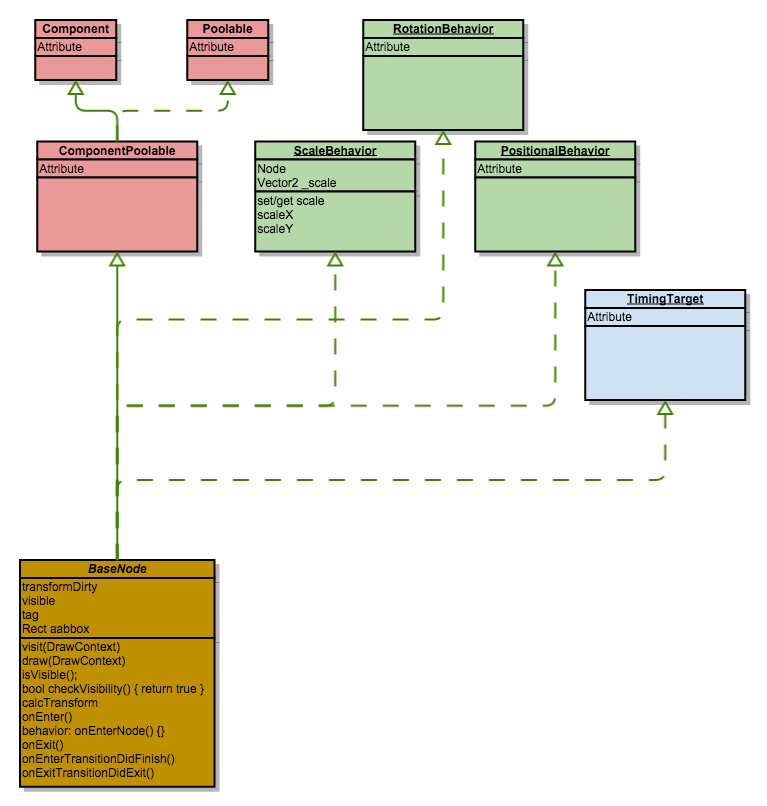 Component
Attribute
Poolable
Attribute
RotationBehavior
Attribute
ComponentPoolable
Attribute
ScaleBehavior
Node
Vector2 _scale
set/get scale
scaleX
scaleY
PositionalBehavior
Attribute
TimingTarget
Attribute
BaseNode
transformDirty
visible
tag
Rect aabbox
visit(DrawContext)
draw(DrawContext)
isVisible();
bool checkVisibility() { return true }
calcTransform
onEnter()
behavior: onEnterNode() {}
onExit()
onEnterTransitionDidFinish()
onExitTransitionDidExit()